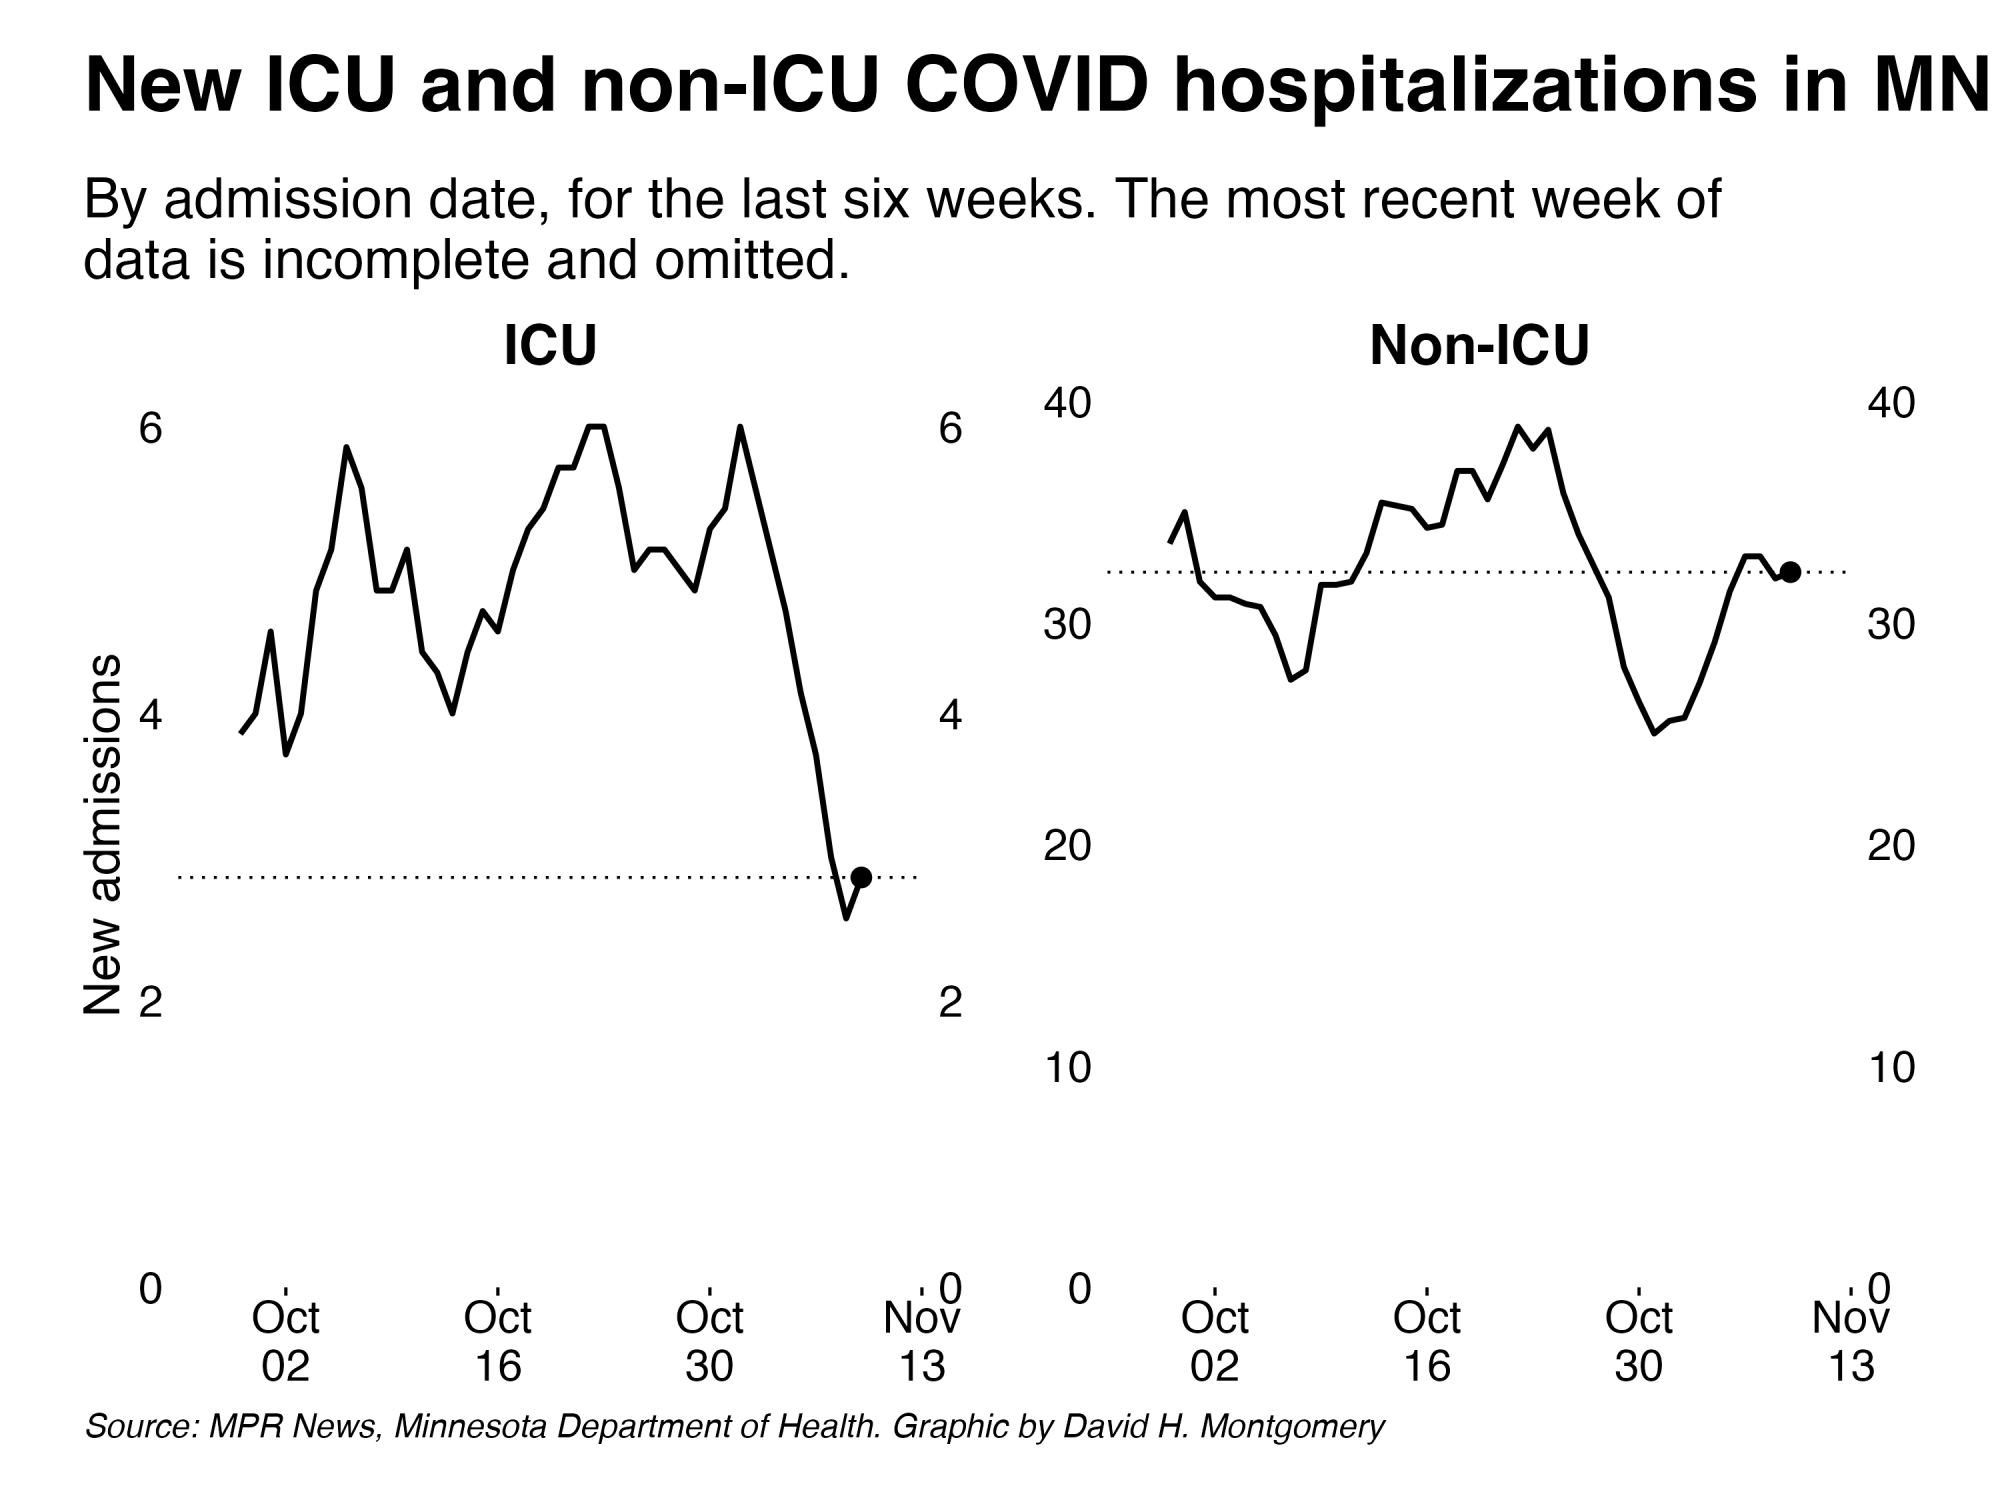 New ICU and non-ICU COVID hospitalizations in MN
By admission date, for the last six weeks. The most recent week of
data is incomplete and omitted.
ICU
New admissions
6
4
2
0
6
4
2
0
Oct
02
Oct
16
Oct
30
Nov
13
Non-ICU
40
30
20
10
0
40
30
20
10
0
Oct
02
Oct
16
Oct
30
Nov
13
Source: MPR News, Minnesota Department of Health. Graphic by David H. Montgomery